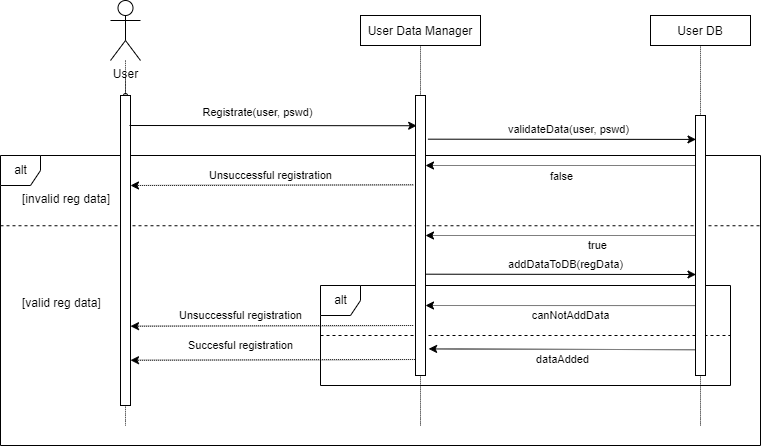 User Data Manager
User DB
User
Registrate(user, pswd)
validateData(user, pswd)
alt
Unsuccessful registration
false
[invalid reg data]
true
addDataToDB(regData)
[valid reg data]
alt
Unsuccessful registration
canNotAddData
Succesful registration
dataAdded